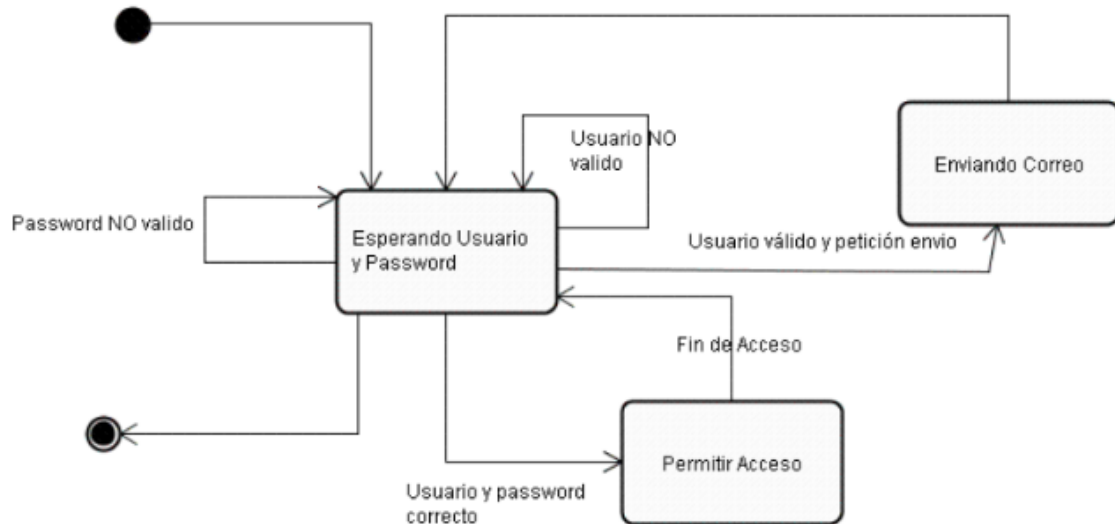 Usuario NO
valido
Enviando Correo
Password NO valido
Esperando Usuario
y Password
Usuario válido y petición envio
Fin de Acceso
Permitir Acceso
Usuario y password
correcto